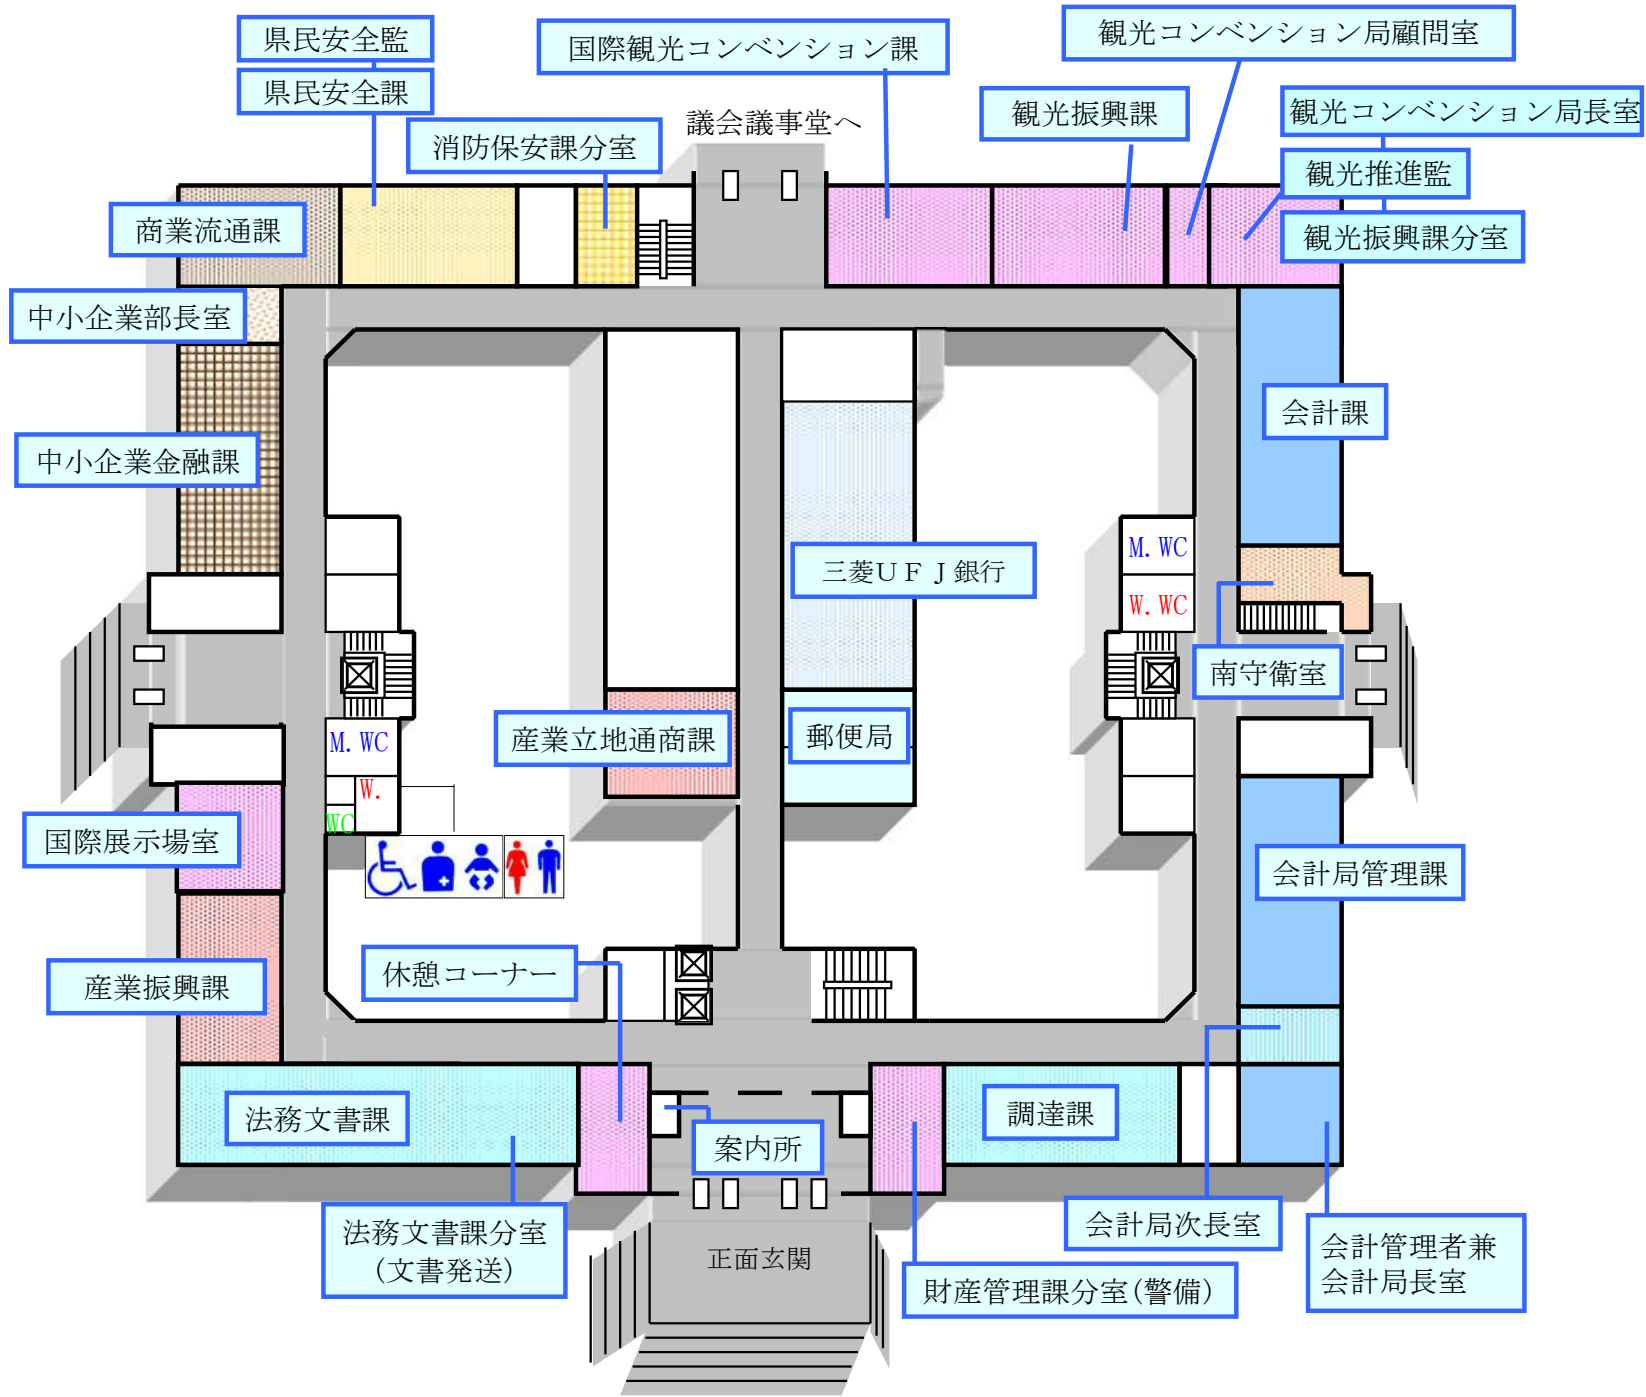 県民安全監
県民安全課
国際観光コンベンション課
観光コンベンション局顧問室
観光振興課
観光コンベンション局長室
観光推進監
観光振興課分室
消防保安課分室
議会議事堂へ
商業流通課
中小企業部長室
会計課
中小企業金融課
三菱UFJ銀行
M.WC
W.WC
南守衛室
産業立地通商課
郵便局
M.WC
W.
WC
国際展示場室
会計局管理課
産業振興課
休憩コーナー
法務文書課
案内所
調達課
法務文書課分室
(文書発送)
正面玄関
会計局次長室
財産管理課分室(警備)
会計管理者兼
会計局長室